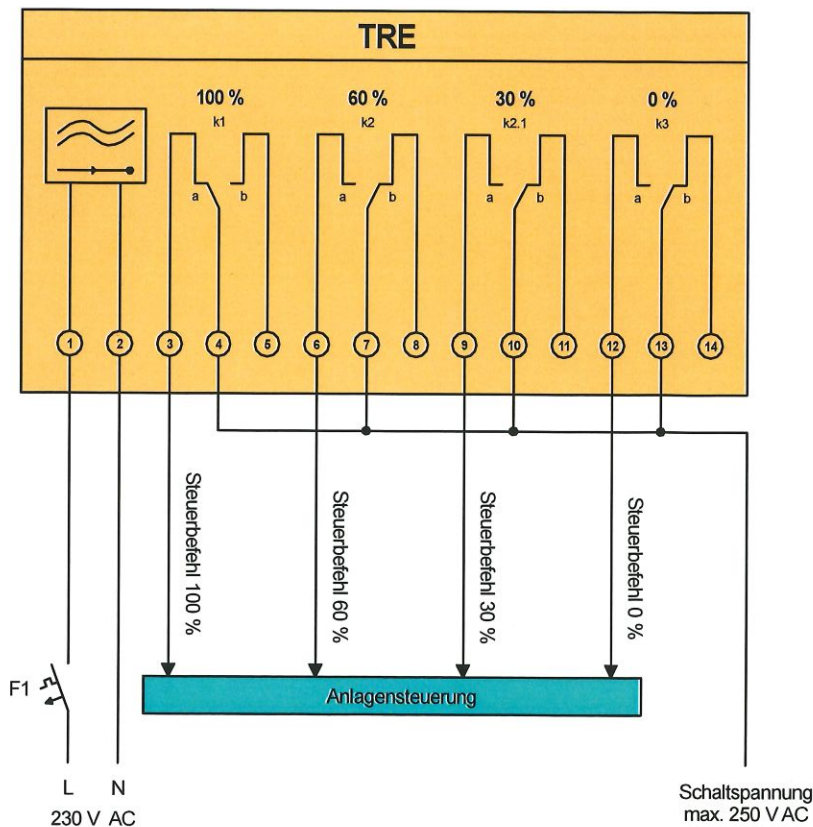 TRE
100 % 60 % 30 % 0 %
k1 k2 k2.1 k3
a b a b a b a b
1 2 3 4 5 6 7 8 9 10 11 12 13 14
Steuerbefehl 100 %
Steuerbefehl 60 %
Steuerbefehl 30 %
Steuerbefehl 0 %
F1
Anlagensteuerung
L N
230 V AC
Schaltspannung
max. 250 V AC